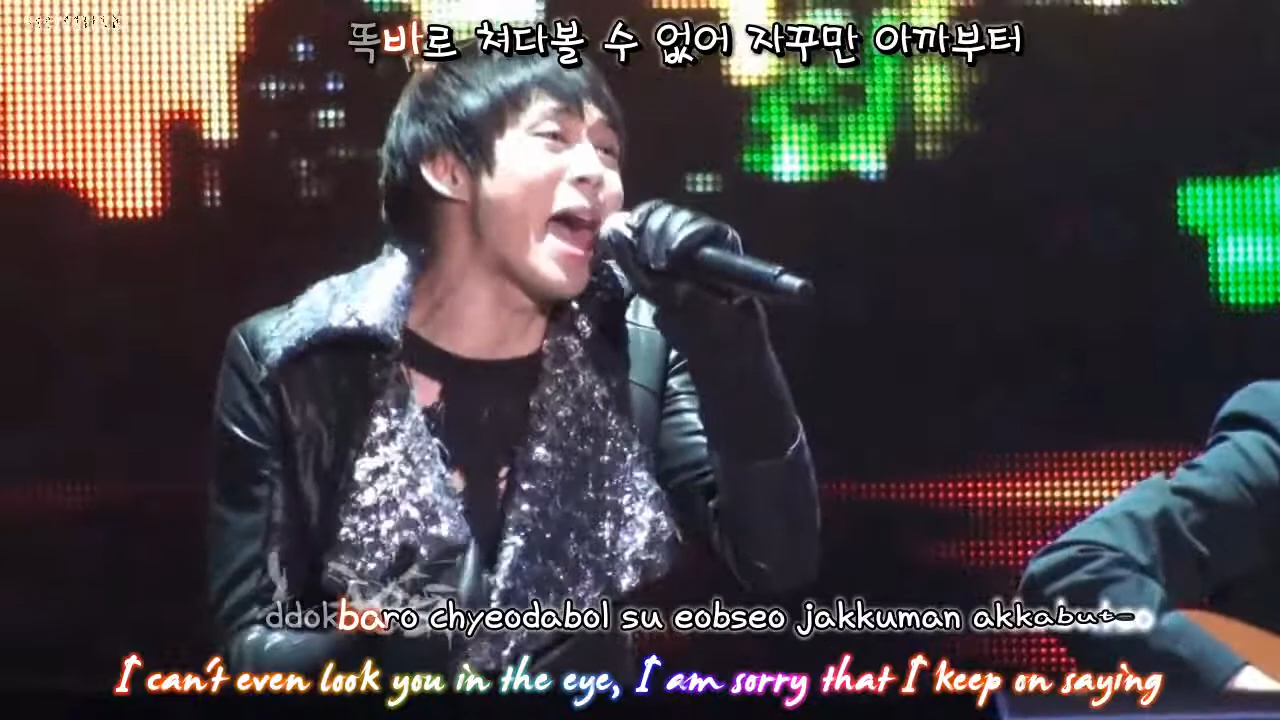 똑바로 쳐다볼 수 없어 자꾸만 아까부터
ddokbaro chyeodabol su eobseo jakkuman akkabut-o
I can't even look you in the eye, I am sorry that I keep on saying